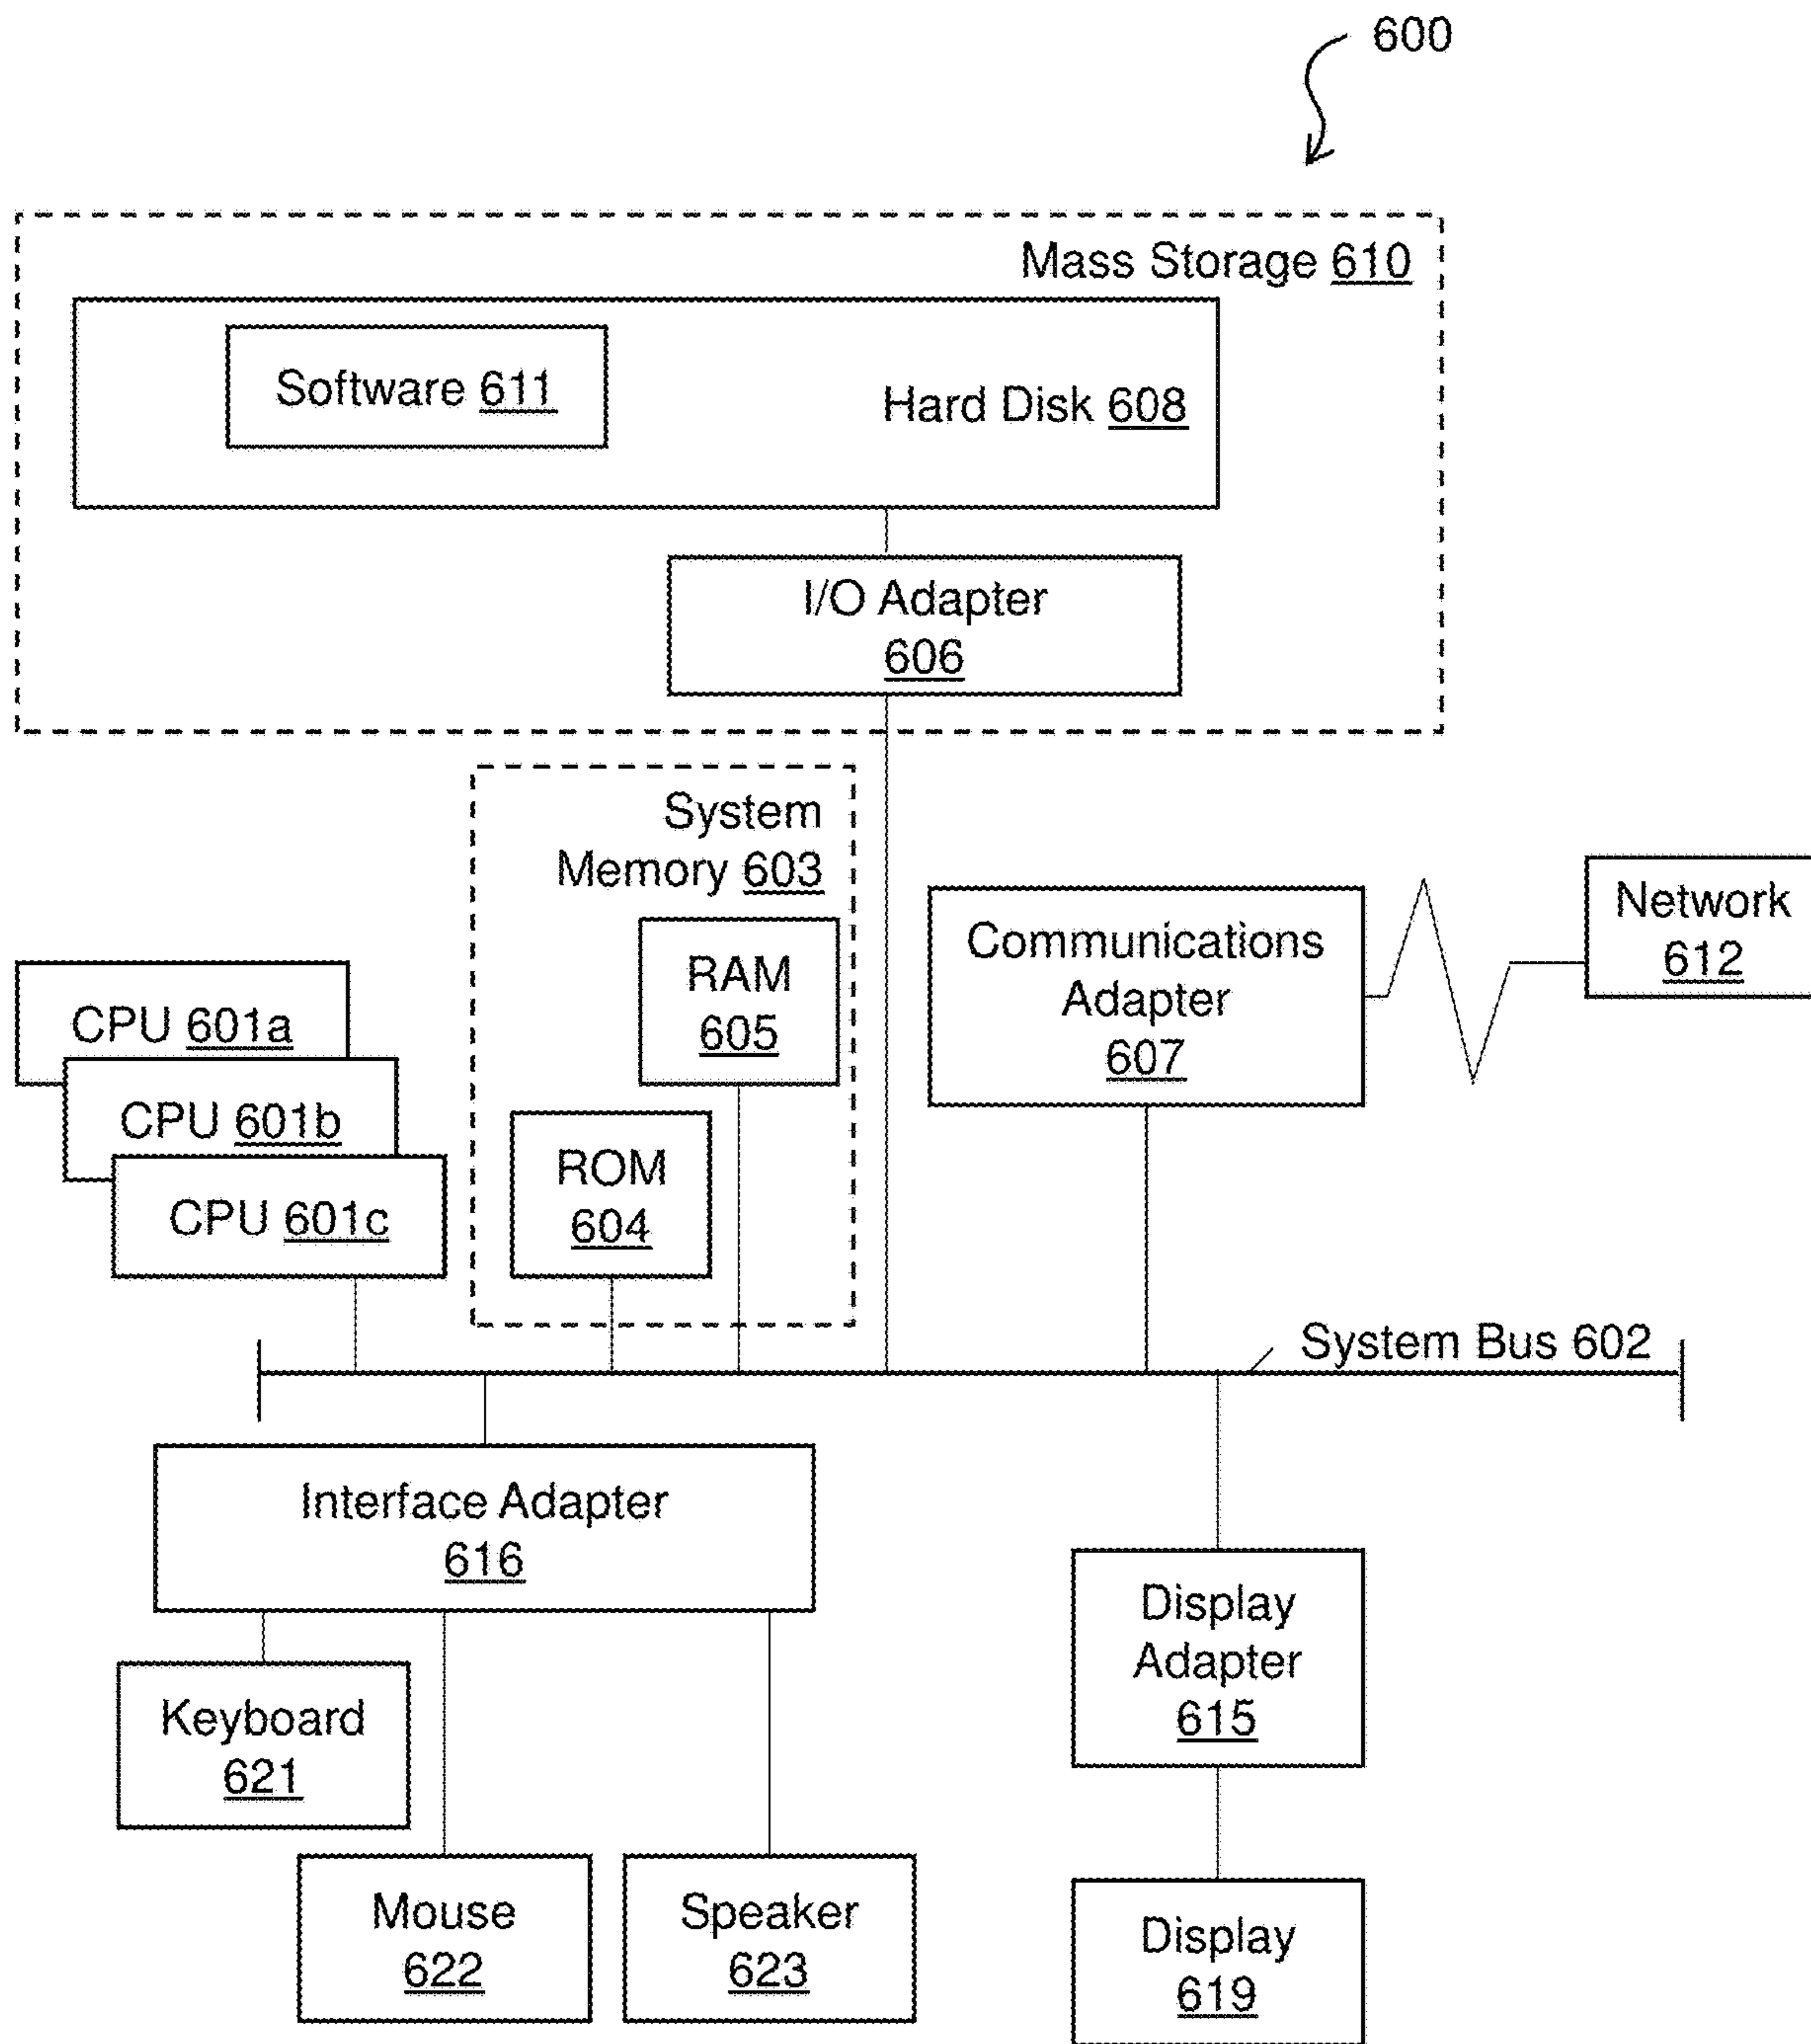 600
Mass Storage 610
Software 611
Hard Disk 608
I/O Adapter
606
System
Memory 603
RAM
605
ROM
604
CPU 601a
CPU 601b
CPU 601c
Communications
Adapter
607
Network
612
System Bus 602
Interface Adapter
616
Keyboard
621
Mouse
622
Speaker
623
Display
Adapter
615
Display
619